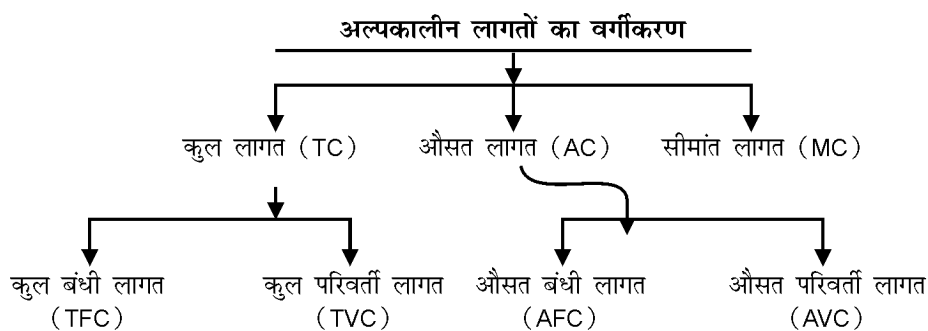 अल्पकालीन लागतों का वर्गीकरण
कुल लागत (TC) औसत लागत (AC) सीमांत लागत (MC)
कुल बंधी लागत कुल परिवर्ती लागत औसत बंधी लागत औसत परिवर्ती लागत
(TFC) (TVC) (AFC) (AVC)